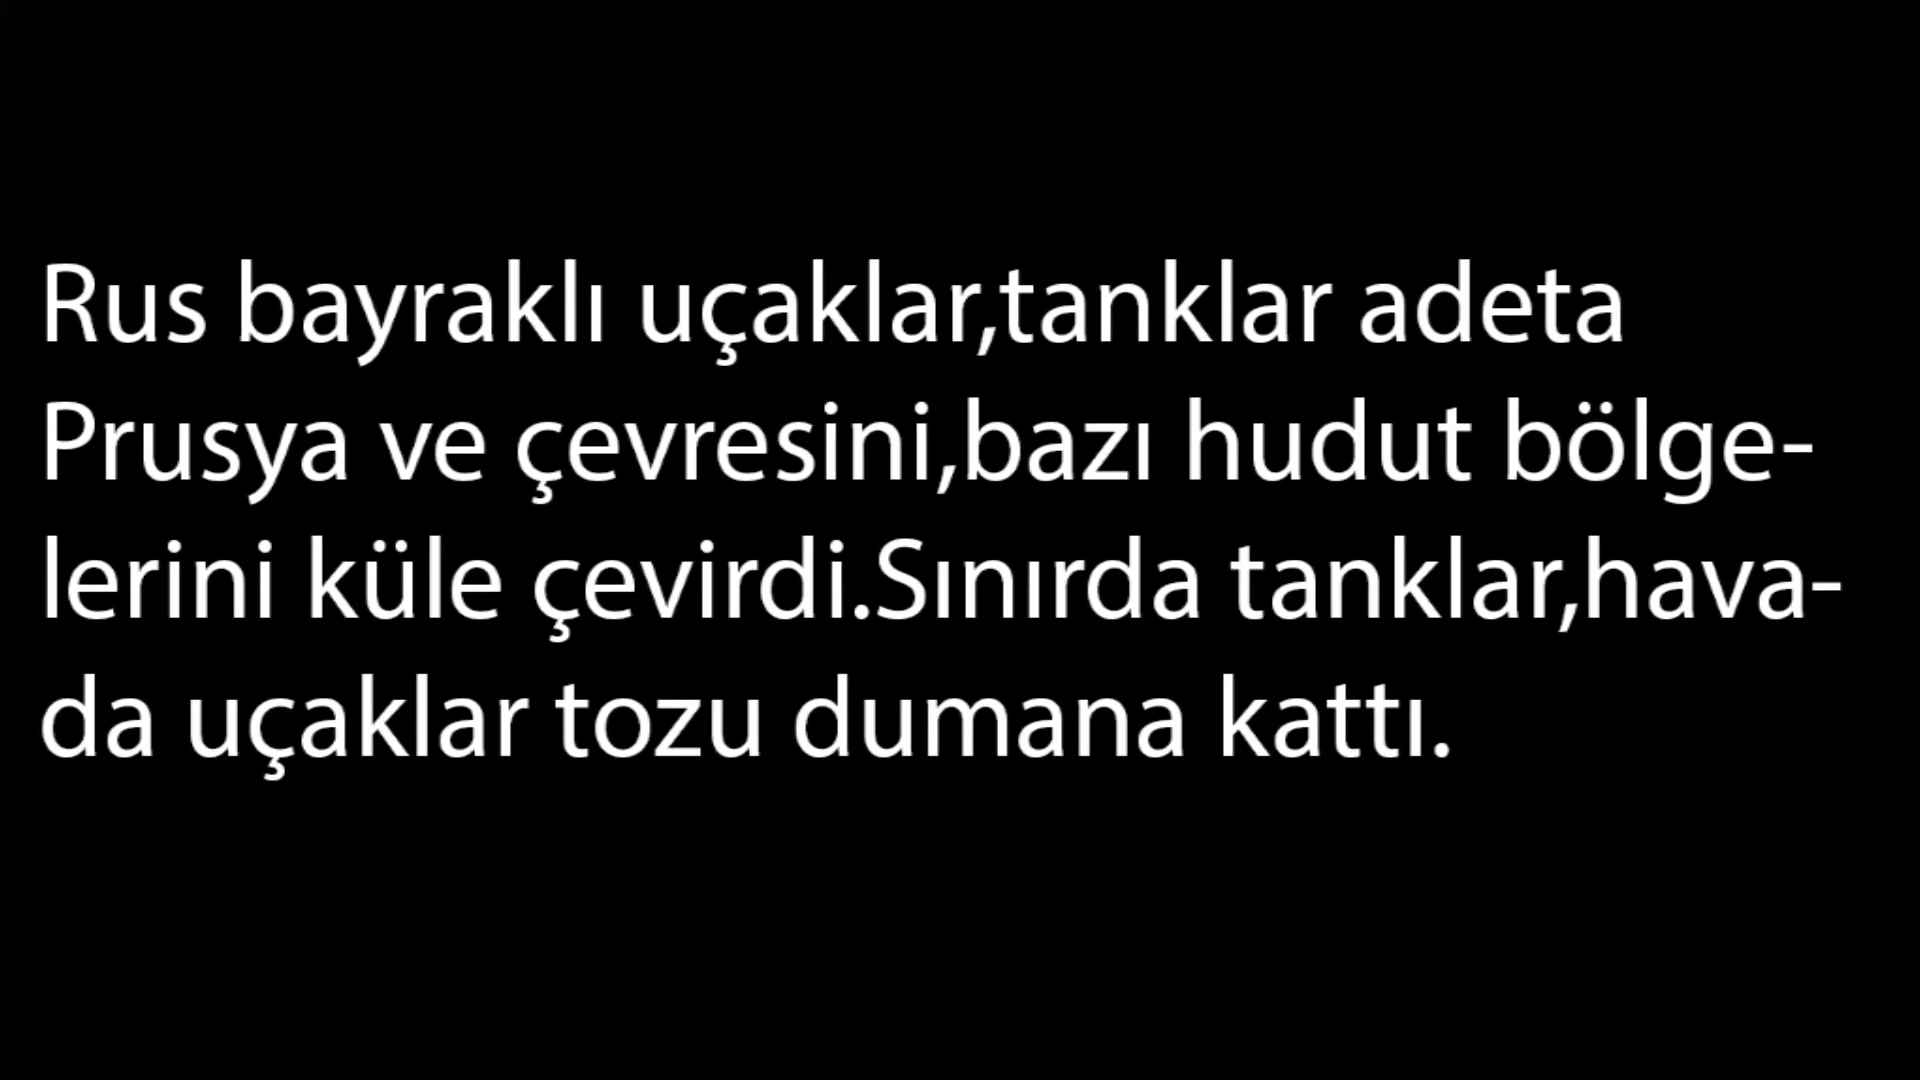 Rus bayraklı uçaklar,tanklar adeta
Prusya ve çevresini,bazı hudut bölge-
lerini küle çevirdi.Sınırda tanklar,hava-
da uçaklar tozu dumana kattı.